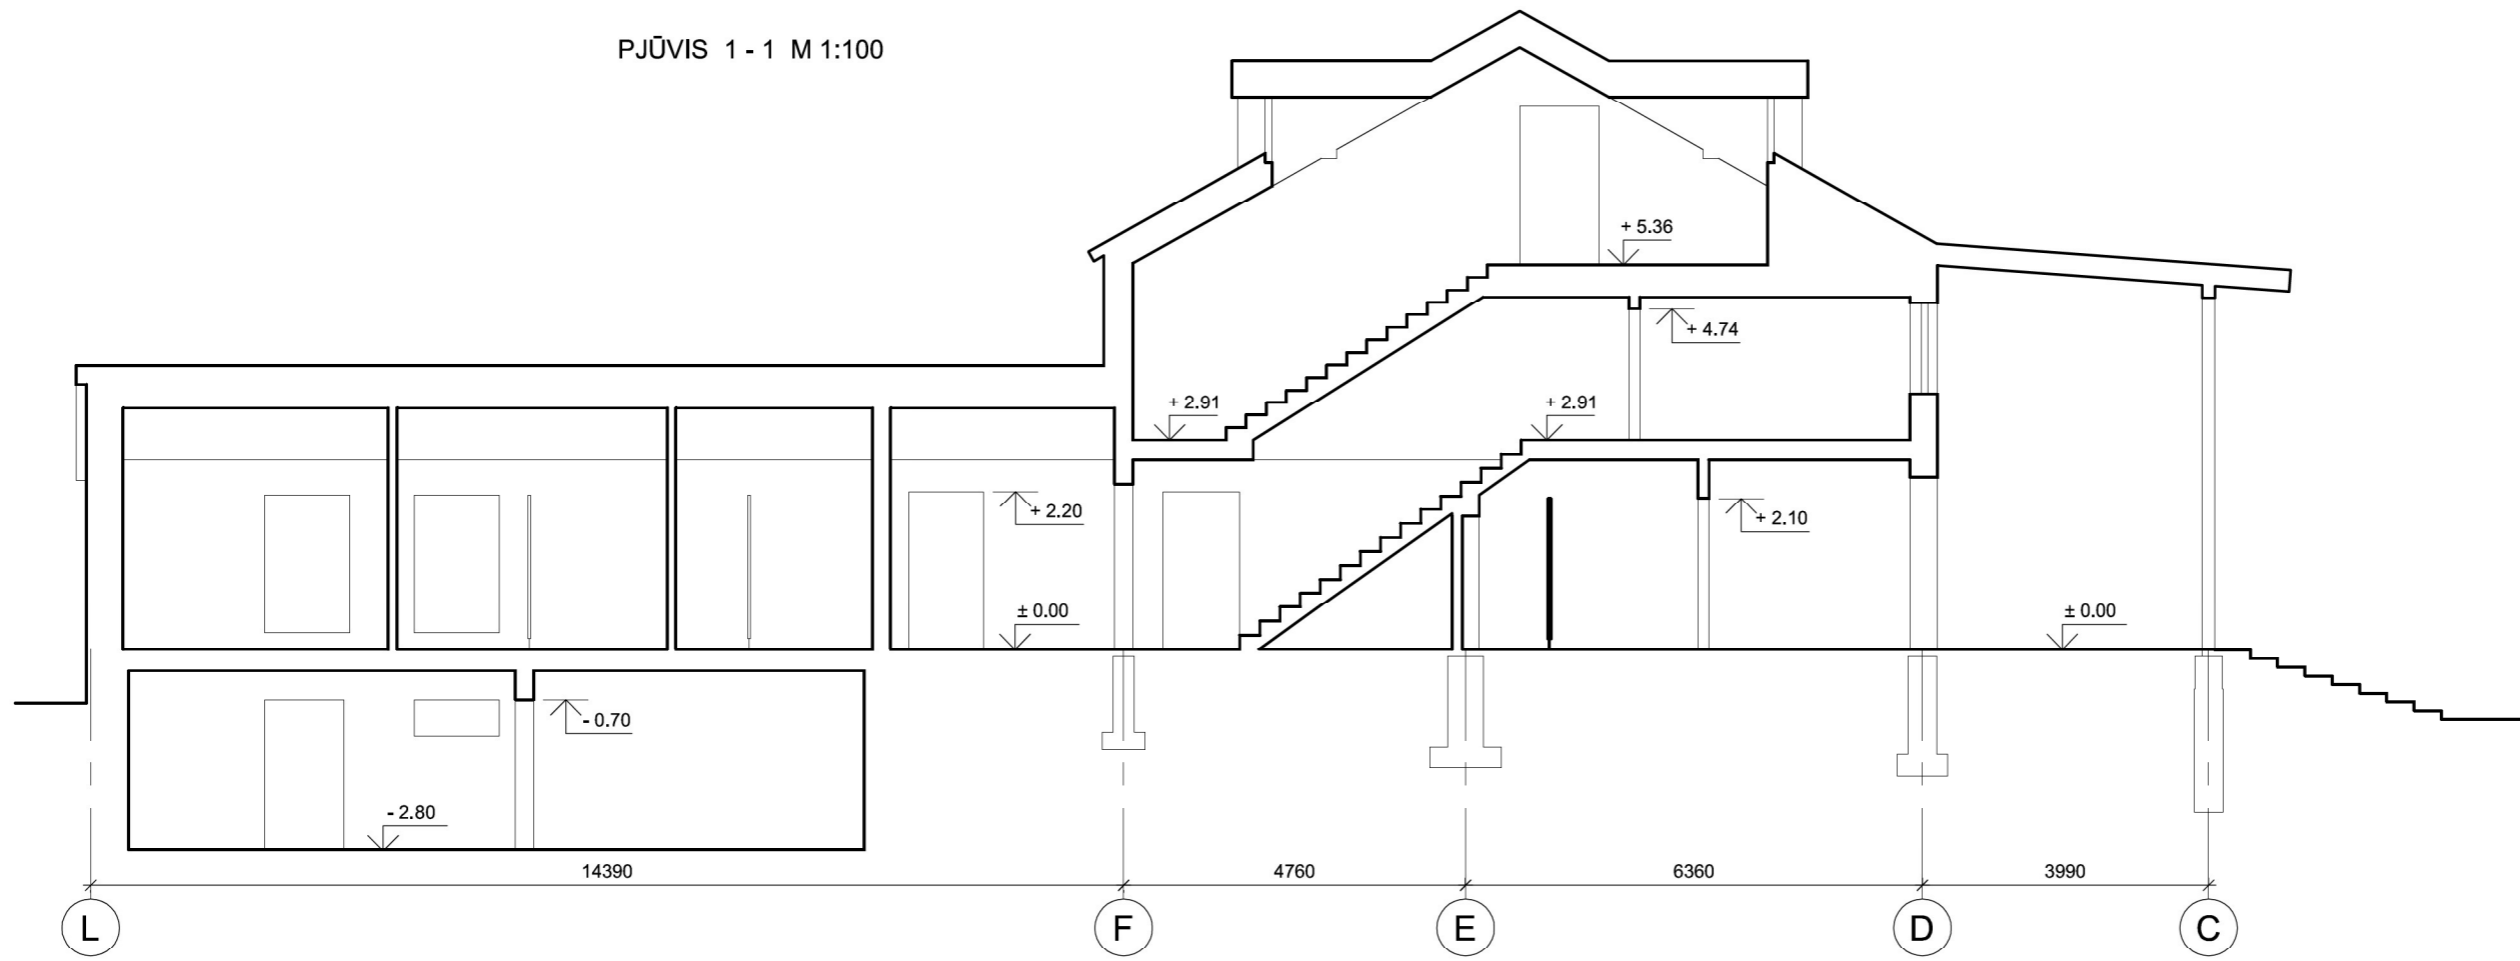 PJŪVIS 1 - 1 M 1:100
+ 5.36
+ 4.74
+ 2.91
+ 2.91
+ 2.20
+ 2.10
± 0.00
± 0.00
- 0.70
- 2.80
14390
4760
6360
3990
L
F
E
D
C